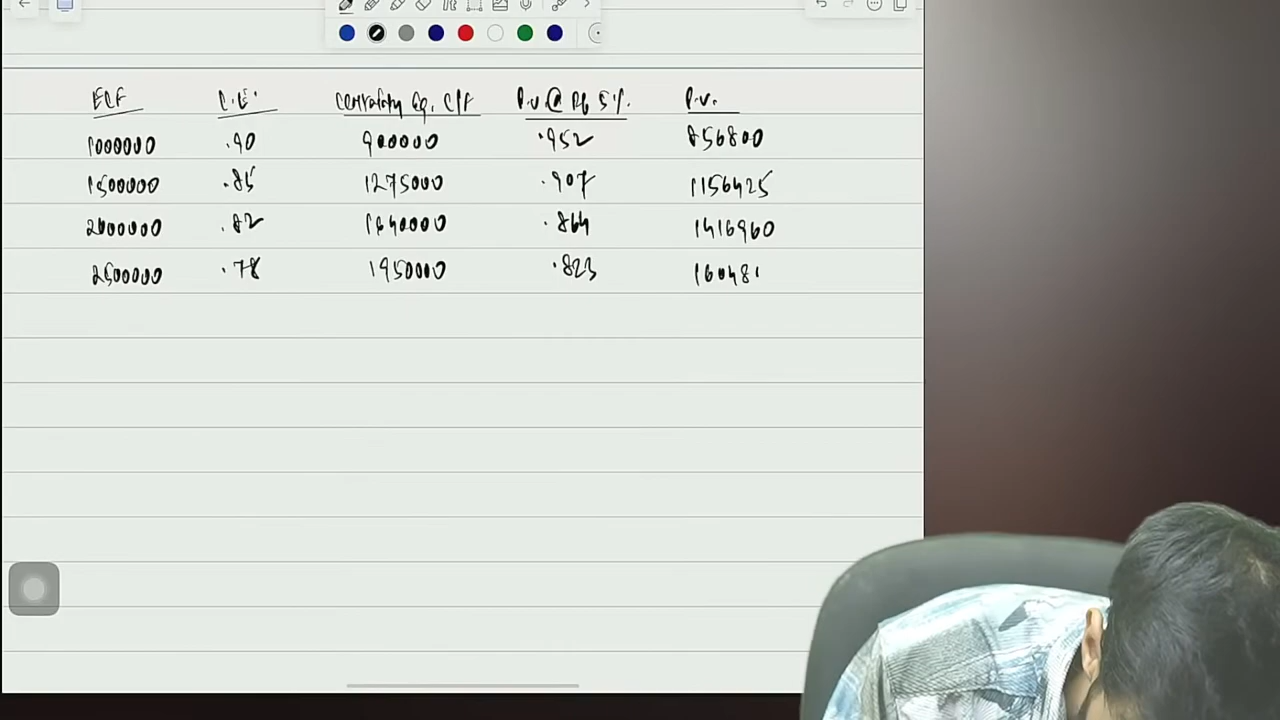 ECF C.E. Certainty Eq. C/F P.V.@ Rf 5%. P.V.
1000000 .90 900000 .952 856800
1500000 .85 1275000 .907 1156425
2000000 .82 1640000 .864 1416960
2500000 .78 1950000 .823 160481